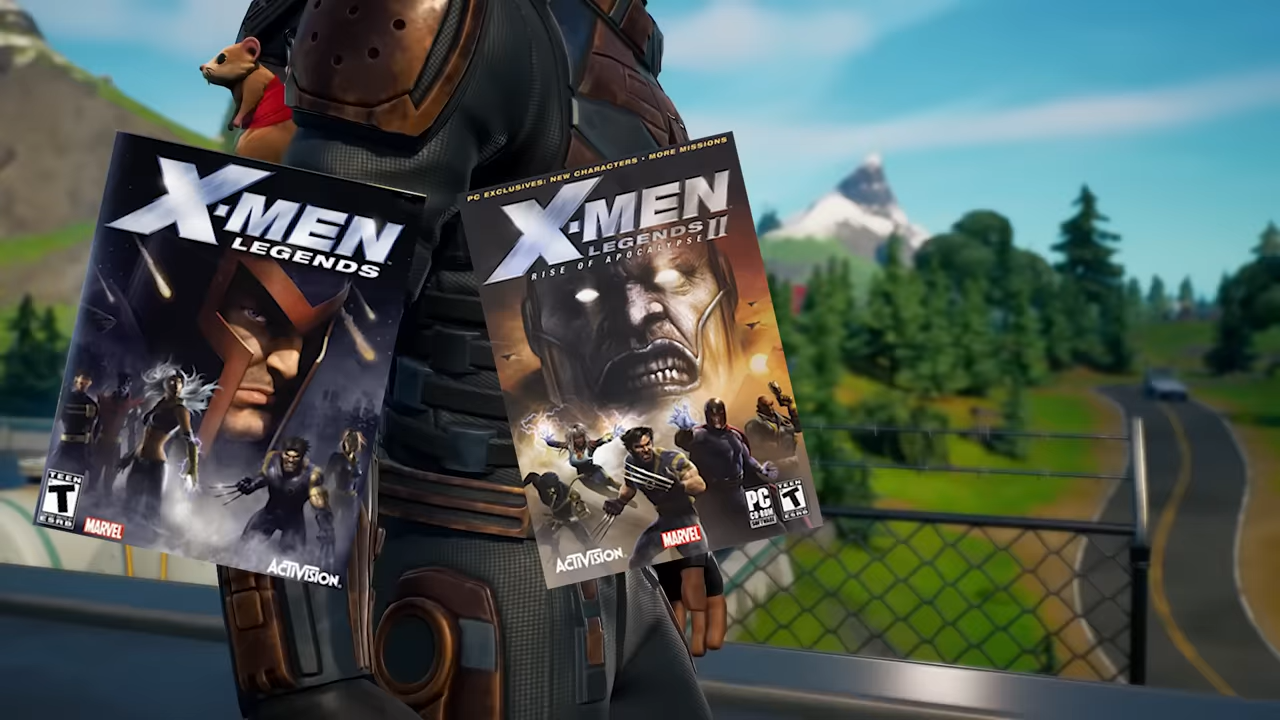 X-MEN
LEGENDS
TEEN
T
ESRB
MARVEL
ACTIVISION.
PC EXCLUSIVES: NEW CHARACTERS • MORE MISSIONS
X-MEN
LEGENDS II
RISE OF APOCALYPSE
ACTIVISION.
MARVEL
PC
CD-ROM
SOFTWARE
TEEN
T
ESRB